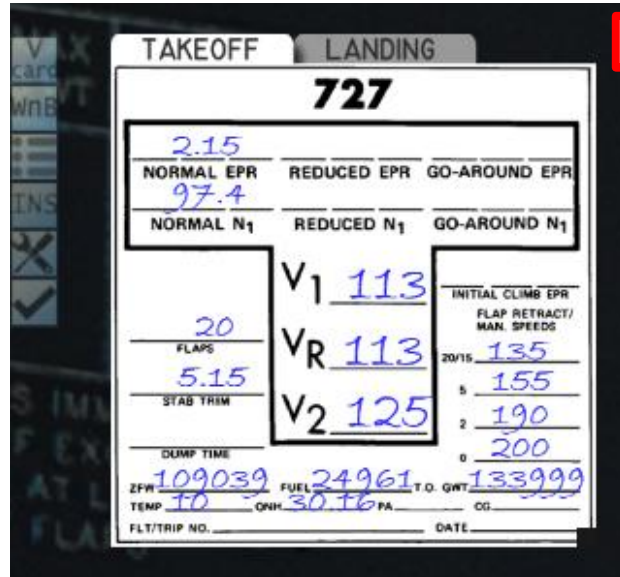 TAKEOFF LANDING
V card
WnB
INS
727
2.15
NORMAL EPR REDUCED EPR GO-AROUND EPR
97.4
NORMAL N1 REDUCED N1 GO-AROUND N1
V1 113
INITIAL CLIMB EPR
FLAP RETRACT/
MAN. SPEEDS
20
FLAPS
VR 113
20/15 135
5.15
STAB TRIM
5 155
V2 125
2 190
DUMP TIME
0 200
ZFW 109039 FUEL 24961 T.O. GWT 133999
TEMP 10 QNH 30.16 PA CG
FLT/TRIP NO. DATE